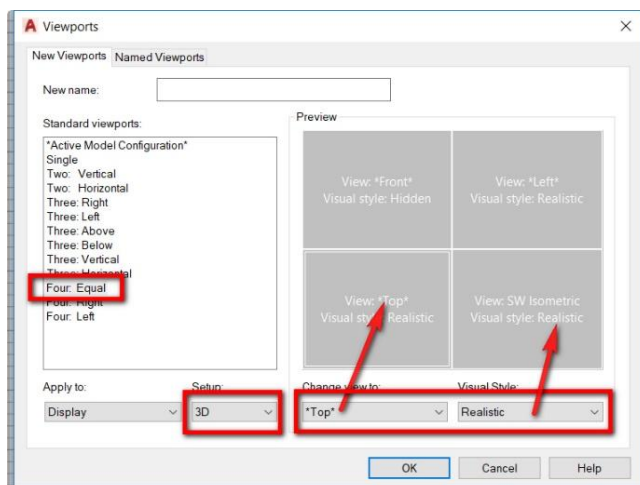 A Viewports
New Viewports Named Viewports
New name:
Standard viewports:
*Active Model Configuration*
Single
Two: Vertical
Two: Horizontal
Three: Right
Three: Left
Three: Above
Three: Below
Three: Vertical
Three: Horizontal
Four: Equal
Four: Right
Four: Left
Apply to:
Display
Setup:
3D
Preview
View: *Front*
Visual style: Hidden
View: *Left*
Visual style: Realistic
View: *Top*
Visual style: Realistic
View: SW Isometric
Visual style: Realistic
Change view to:
*Top*
Visual Style:
Realistic
OK Cancel Help